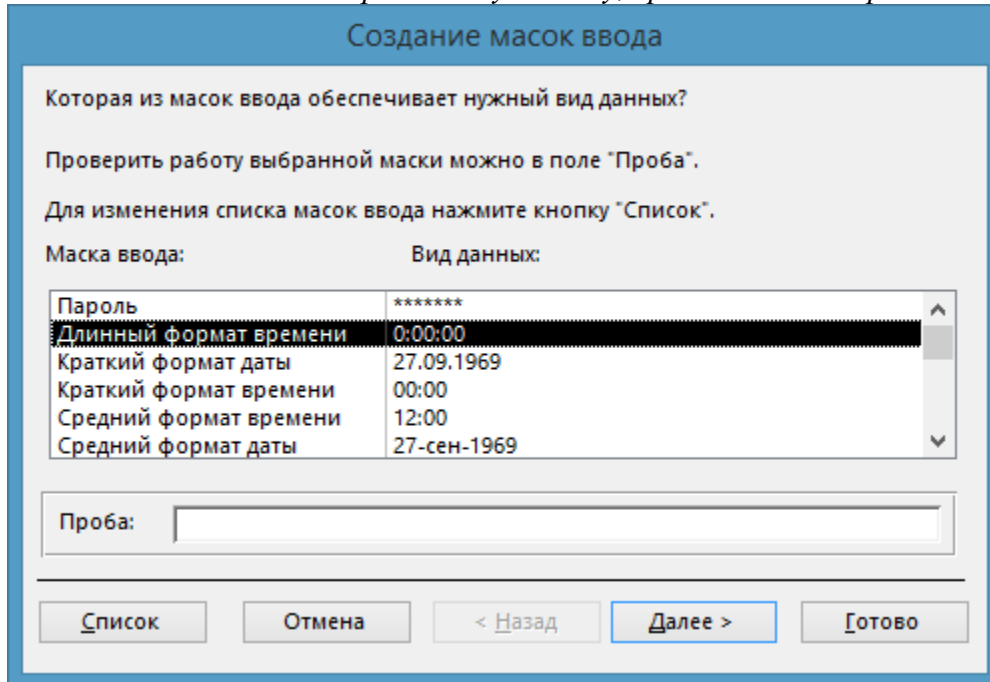 Создание масок ввода
Которая из масок ввода обеспечивает нужный вид данных?
Проверить работу выбранной маски можно в поле "Проба".
Для изменения списка масок ввода нажмите кнопку "Список".
Маска ввода: Вид данных:
Пароль *******
Длинный формат времени 0:00:00
Краткий формат даты 27.09.1969
Краткий формат времени 00:00
Средний формат времени 12:00
Средний формат даты 27-сен-1969
Проба:
Список Отмена < Назад Далее > Готово